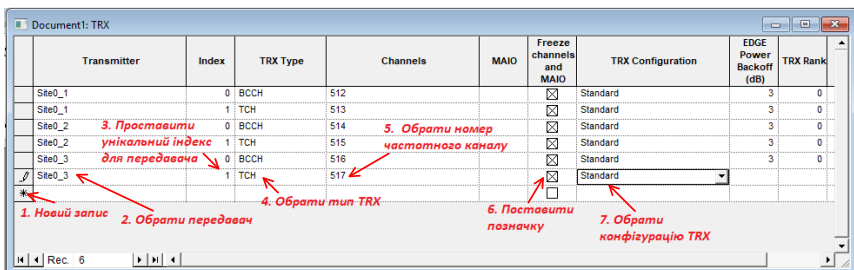 Document1: TRX
Transmitter Index TRX Type Channels MAIO Freeze channels and MAIO TRX Configuration EDGE Power Backoff (dB) TRX Rank
Site0_1 0 BCCH 512 Standard 3 0
Site0_1 1 TCH 513 Standard 3 0
Site0_2 0 BCCH 514 Standard 3 0
Site0_2 1 TCH 515 Standard 3 0
Site0_3 0 BCCH 516 Standard 3 0
Site0_3 1 TCH 517 Standard
3. Проставити
унікальний індекс
для передавача
5. Обрати номер
частотного каналу
1. Новий запис
2. Обрати передавач
4. Обрати тип TRX
6. Поставити
позначку
7. Обрати
конфігурацію TRX
Rec. 6